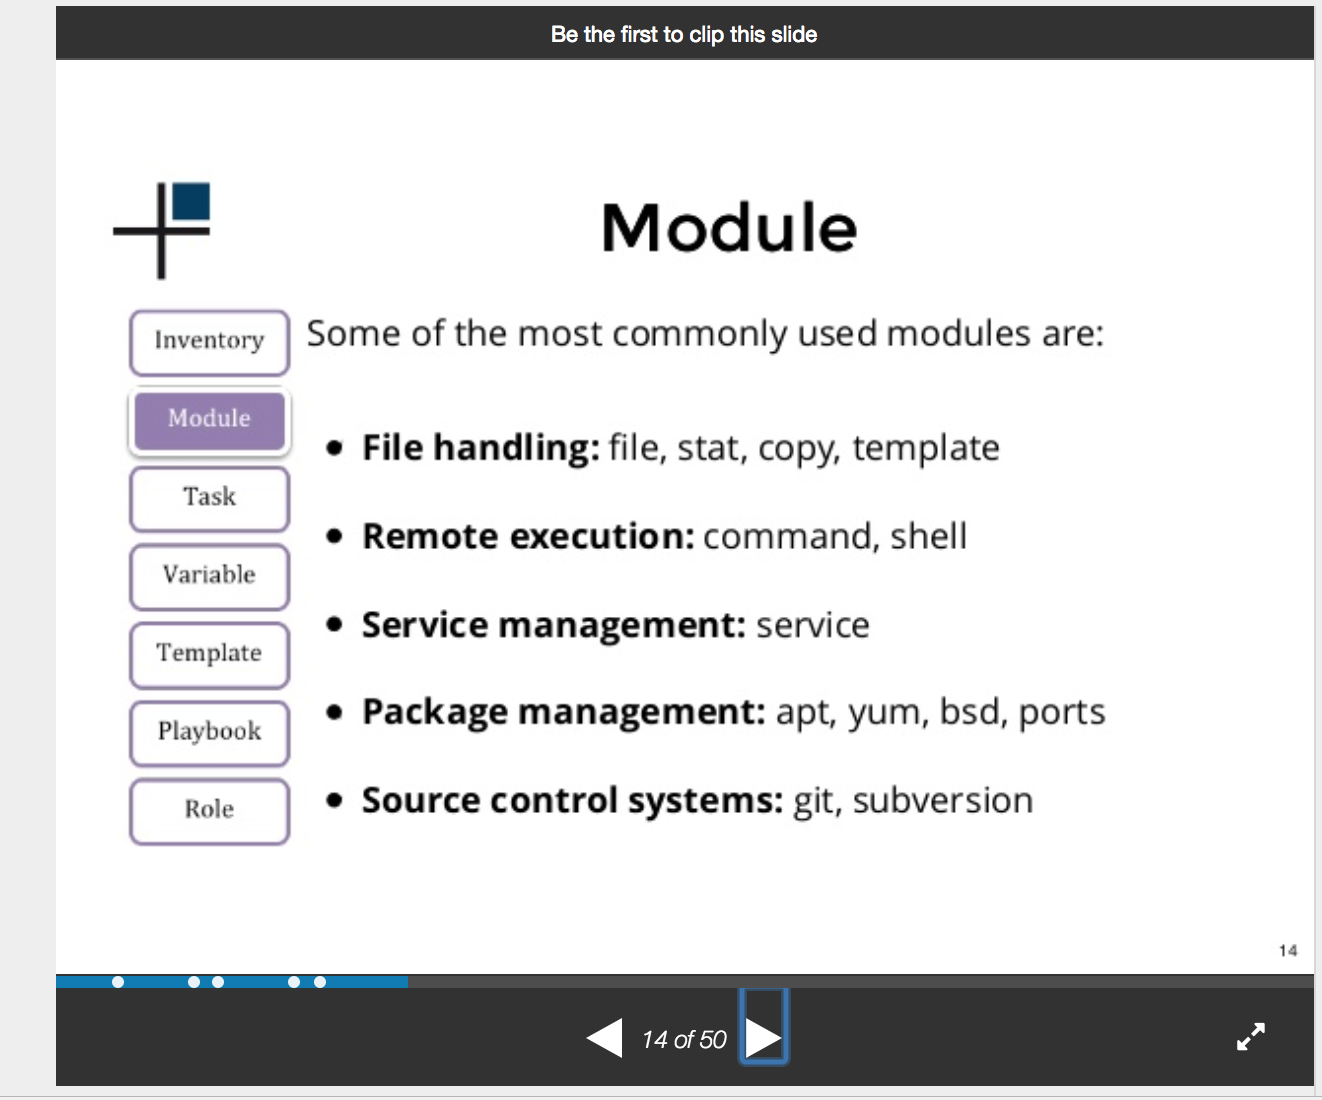 Be the first to clip this slide
Module
Inventory
Module
Task
Variable
Template
Playbook
Role
Some of the most commonly used modules are:
• File handling: file, stat, copy, template
• Remote execution: command, shell
• Service management: service
• Package management: apt, yum, bsd, ports
• Source control systems: git, subversion
14
14 of 50